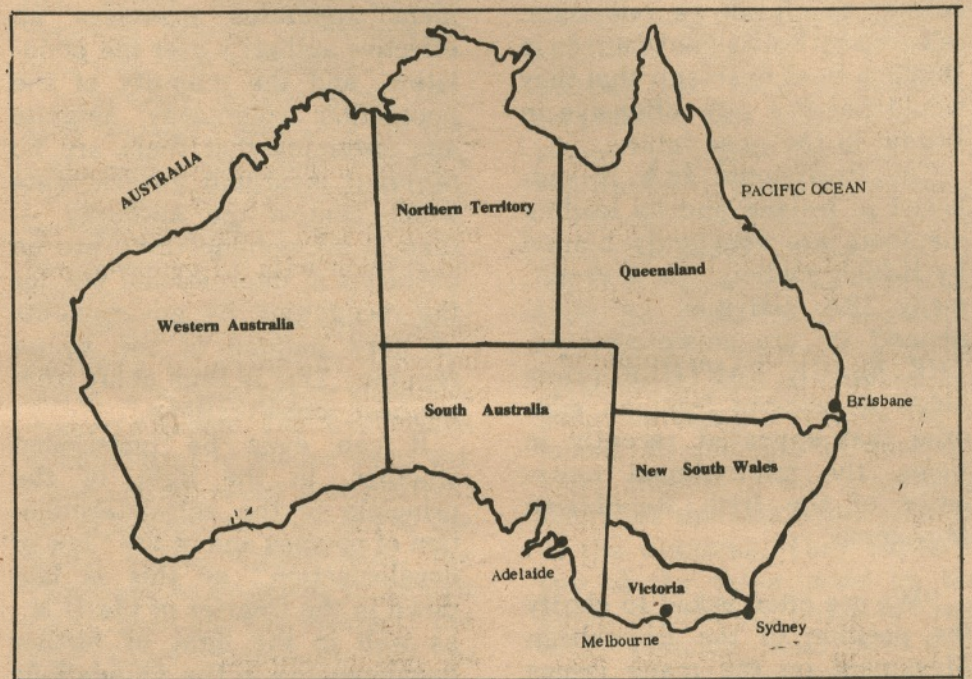 AUSTRALIA
PACIFIC OCEAN
Northern Territory
Queensland
Western Australia
South Australia
Brisbane
New South Wales
Adelaide
Victoria
Melbourne
Sydney